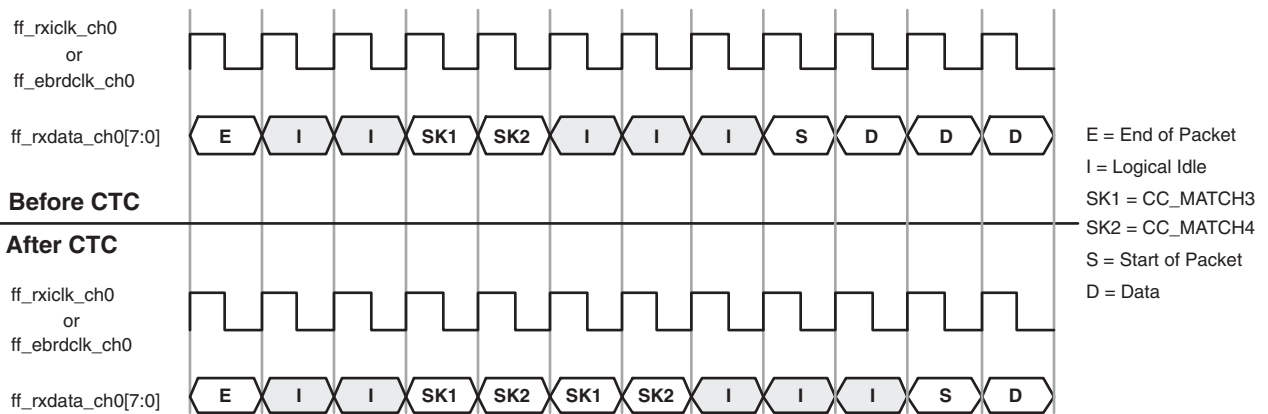 ff_rxiclk_ch0
or
ff_ebrdclk_ch0
ff_rxdata_ch0[7:0] E I I SK1 SK2 I I I S D D D
Before CTC
After CTC
ff_rxiclk_ch0
or
ff_ebrdclk_ch0
ff_rxdata_ch0[7:0] E I I SK1 SK2 SK1 SK2 I I I S D
E = End of Packet
I = Logical Idle
SK1 = CC_MATCH3
SK2 = CC_MATCH4
S = Start of Packet
D = Data